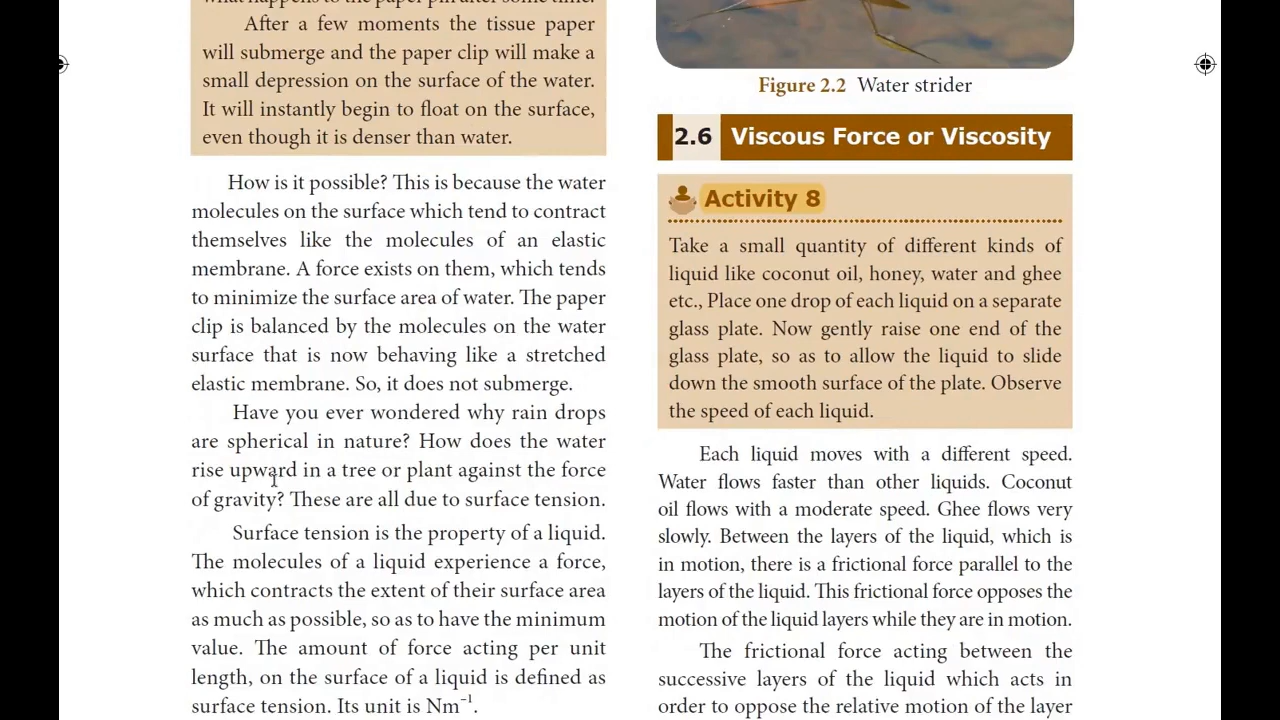 what happens to the paper pin after some time.
After a few moments the tissue paper
will submerge and the paper clip will make a
small depression on the surface of the water.
It will instantly begin to float on the surface,
even though it is denser than water.
How is it possible? This is because the water
molecules on the surface which tend to contract
themselves like the molecules of an elastic
membrane. A force exists on them, which tends
to minimize the surface area of water. The paper
clip is balanced by the molecules on the water
surface that is now behaving like a stretched
elastic membrane. So, it does not submerge.
Have you ever wondered why rain drops
are spherical in nature? How does the water
rise upward in a tree or plant against the force
of gravity? These are all due to surface tension.
Surface tension is the property of a liquid.
The molecules of a liquid experience a force,
which contracts the extent of their surface area
as much as possible, so as to have the minimum
value. The amount of force acting per unit
length, on the surface of a liquid is defined as
surface tension. Its unit is Nm⁻¹.
Figure 2.2 Water strider
2.6 Viscous Force or Viscosity
Activity 8
Take a small quantity of different kinds of
liquid like coconut oil, honey, water and ghee
etc., Place one drop of each liquid on a separate
glass plate. Now gently raise one end of the
glass plate, so as to allow the liquid to slide
down the smooth surface of the plate. Observe
the speed of each liquid.
Each liquid moves with a different speed.
Water flows faster than other liquids. Coconut
oil flows with a moderate speed. Ghee flows very
slowly. Between the layers of the liquid, which is
in motion, there is a frictional force parallel to the
layers of the liquid. This frictional force opposes the
motion of the liquid layers while they are in motion.
The frictional force acting between the
successive layers of the liquid which acts in
order to oppose the relative motion of the layer